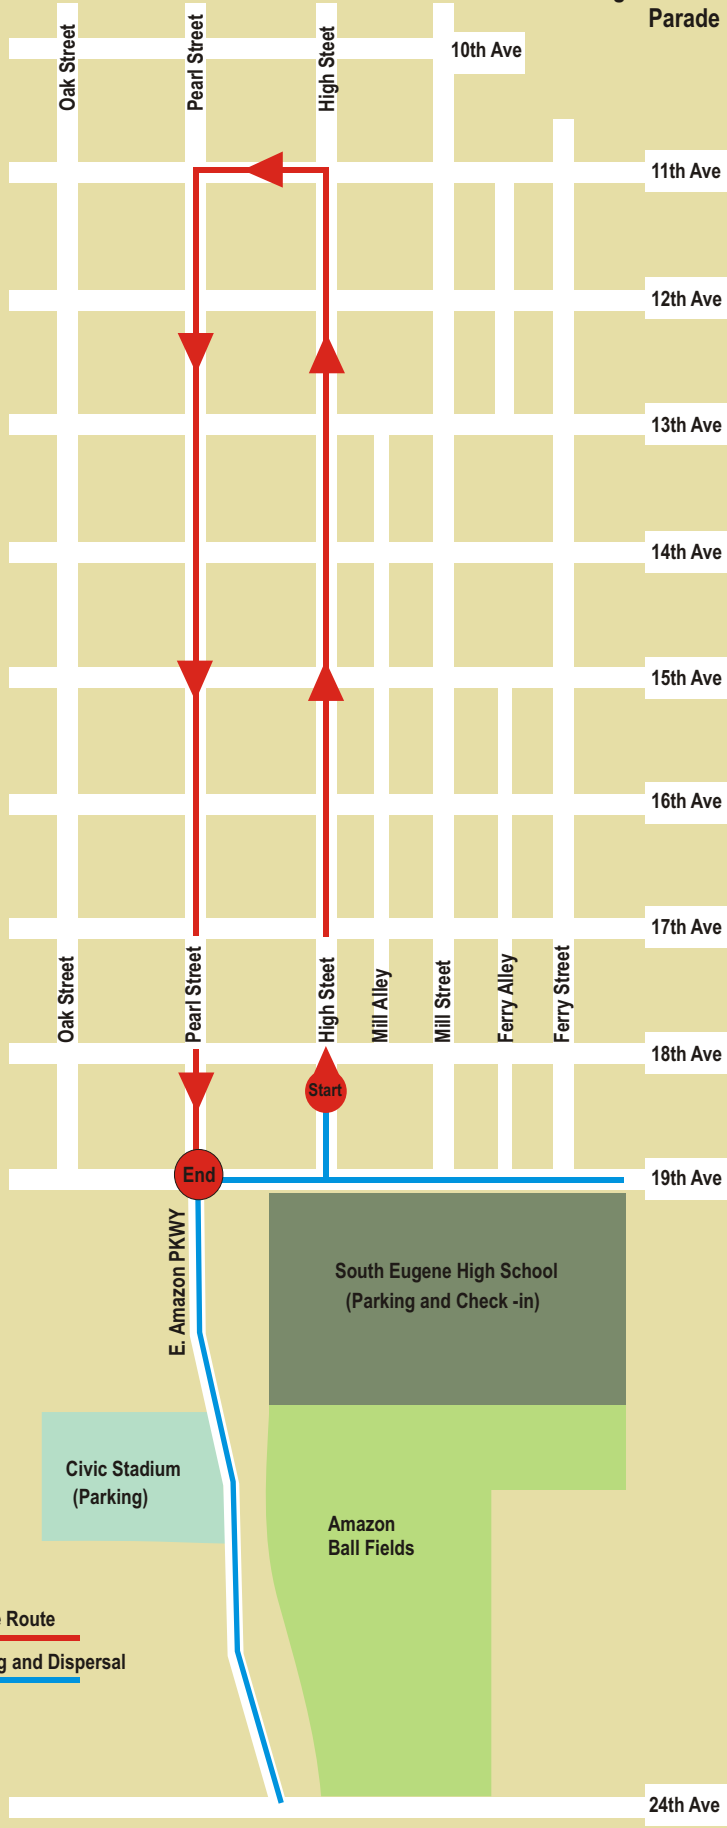 Parade
Oak Street
Pearl Street
High Steet
10th Ave
11th Ave
12th Ave
13th Ave
14th Ave
15th Ave
16th Ave
17th Ave
Oak Street
Pearl Street
High Steet
Mill Alley
Mill Street
Ferry Alley
Ferry Street
18th Ave
Start
End
19th Ave
E. Amazon PKWY
South Eugene High School
(Parking and Check -in)
Civic Stadium
(Parking)
Amazon
Ball Fields
Route
and Dispersal
24th Ave